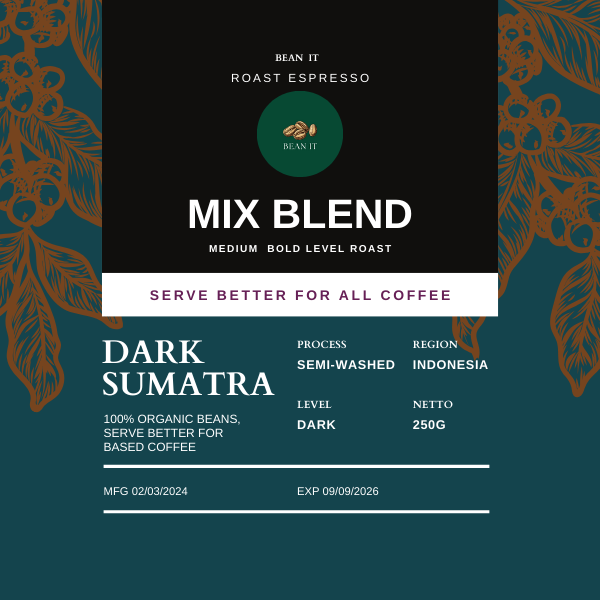 BEAN IT
ROAST ESPRESSO
BEAN IT
MIX BLEND
MEDIUM BOLD LEVEL ROAST
SERVE BETTER FOR ALL COFFEE
DARK
SUMATRA
100% ORGANIC BEANS,
SERVE BETTER FOR
BASED COFFEE
PROCESS
SEMI-WASHED
REGION
INDONESIA
LEVEL
DARK
NETTO
250G
MFG 02/03/2024
EXP 09/09/2026